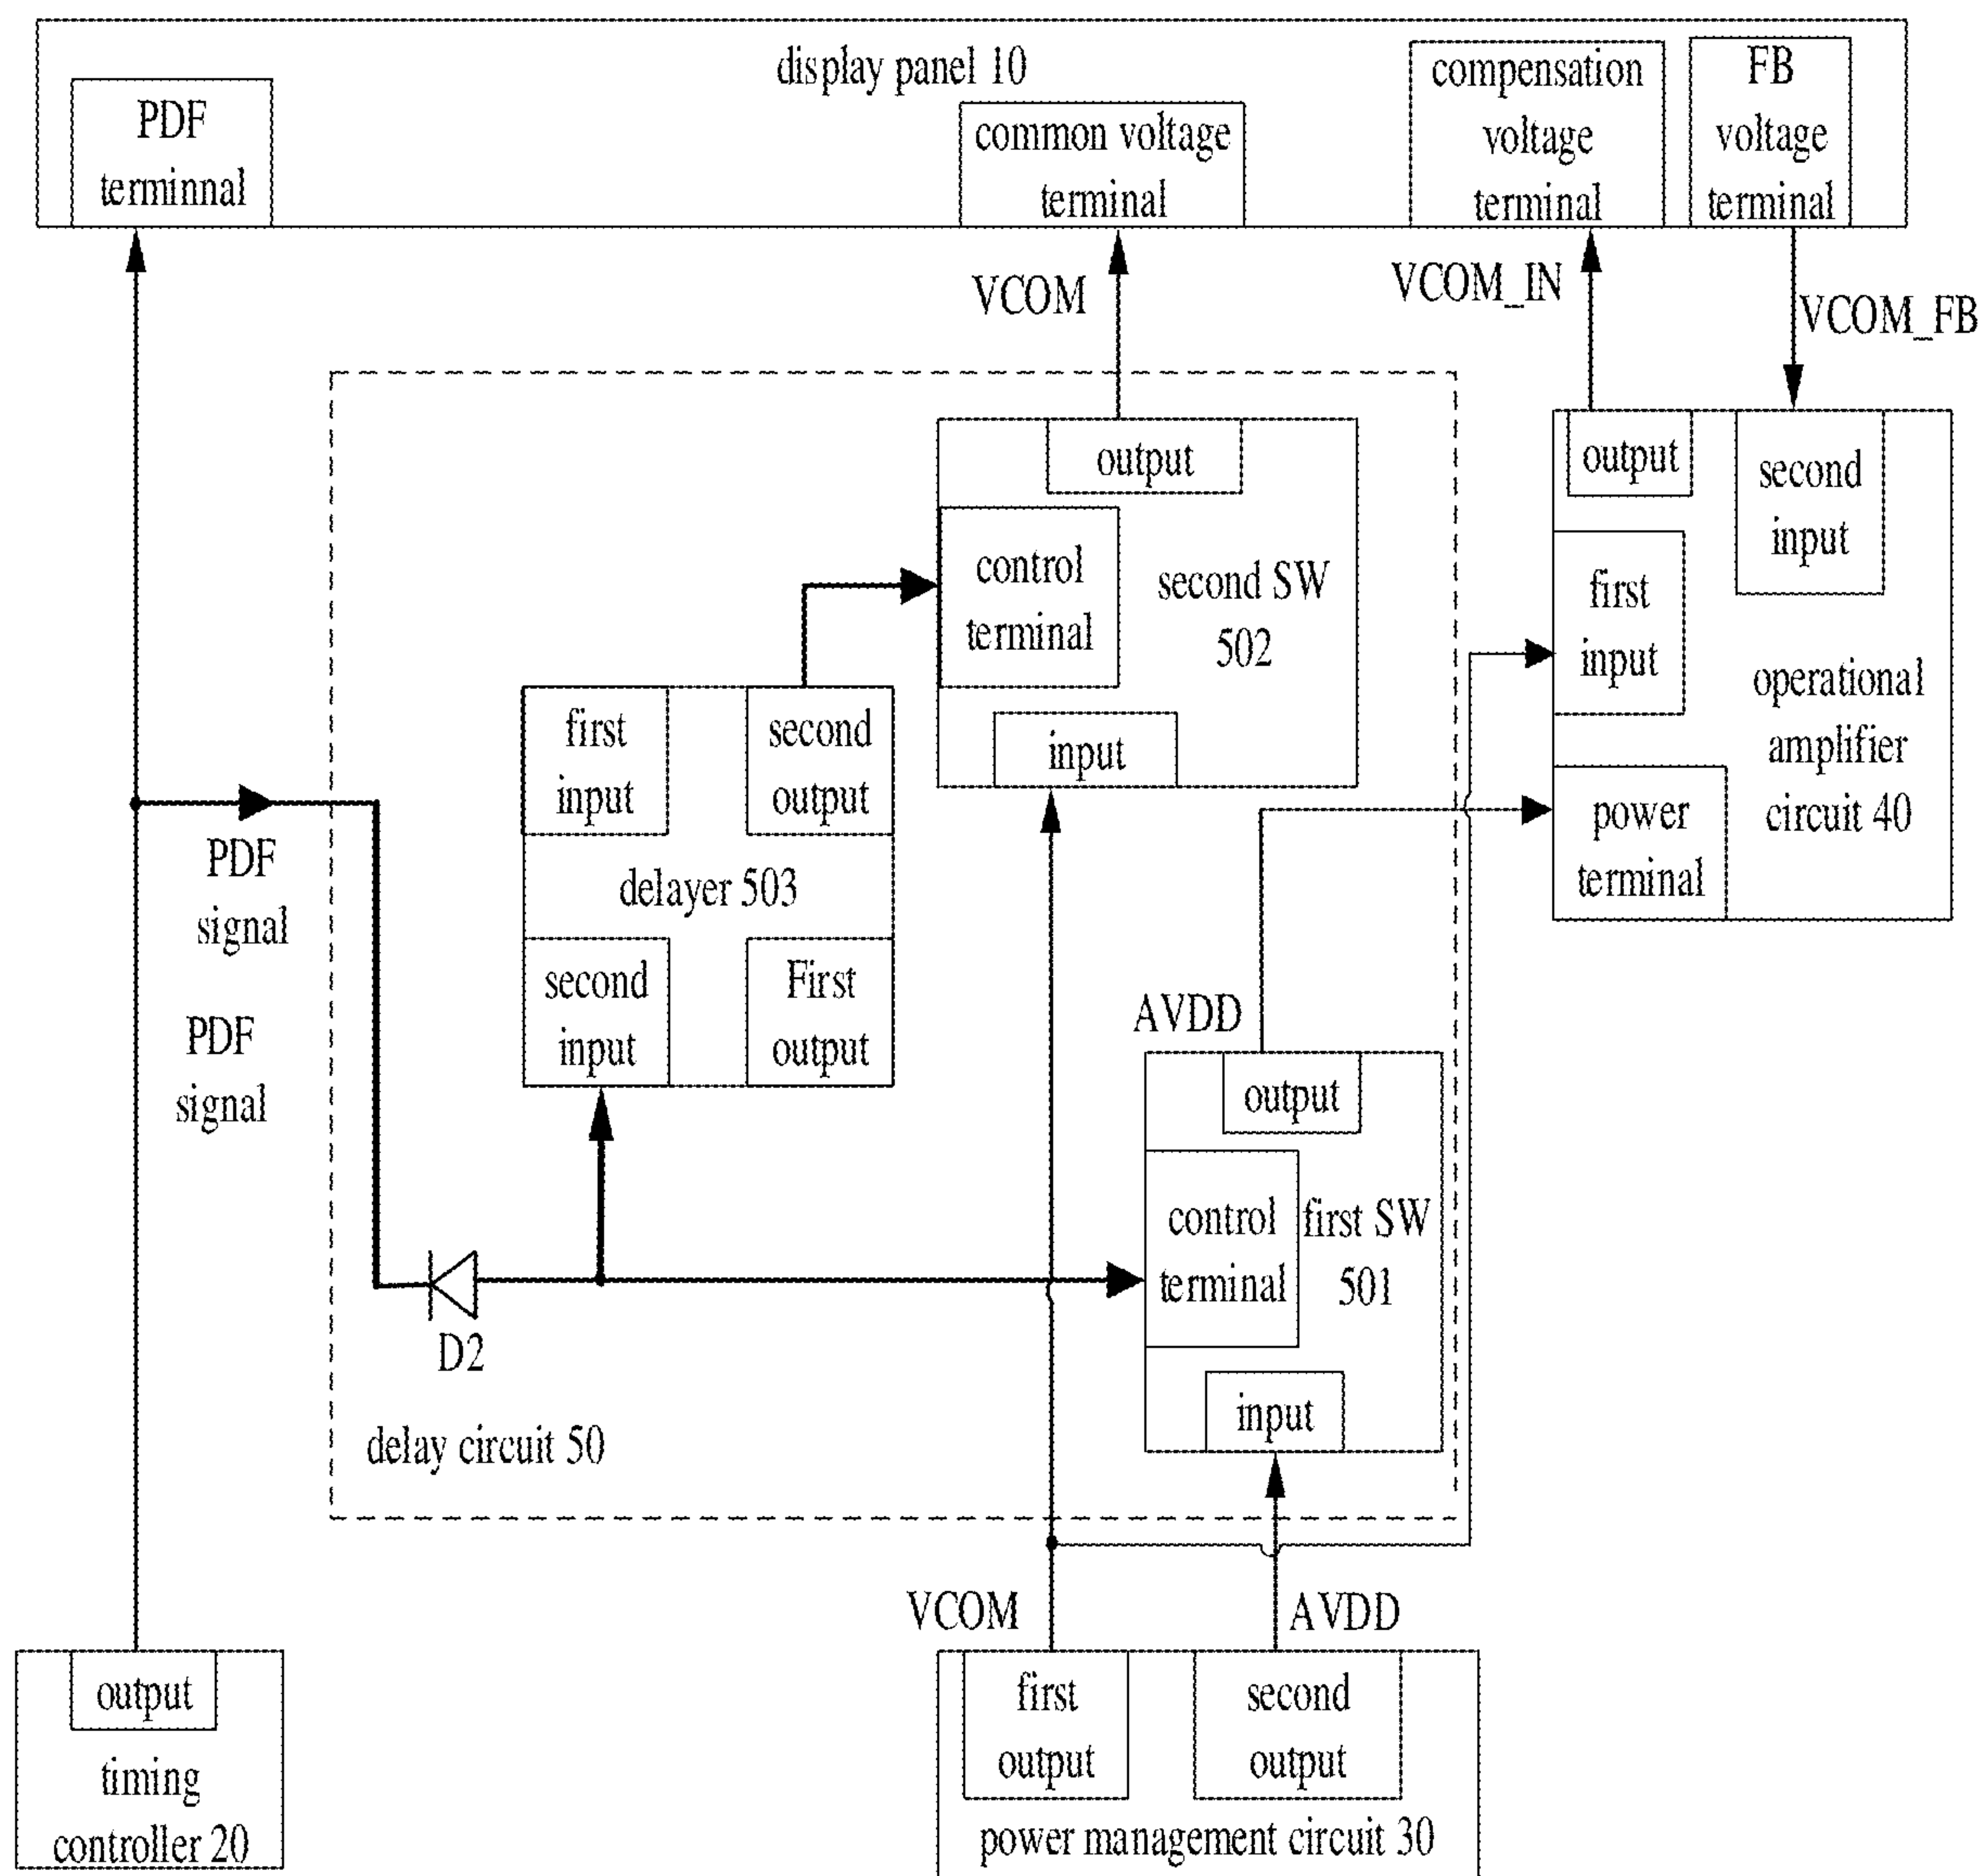 display panel 10
PDF
terminnal
common voltage
terminal
compensation
voltage
terminal
FB
voltage
terminal
VCOM
VCOM_IN
VCOM_FB
output
control
terminal
second SW
502
input
output
second
input
first
input
operational
amplifier
circuit 40
power
terminal
first
input
second
output
delayer 503
second
input
First
output
PDF
signal
PDF
signal
AVDD
output
control
terminal
first SW
501
input
D2
delay circuit 50
VCOM
AVDD
output
timing
controller 20
first
output
second
output
power management circuit 30